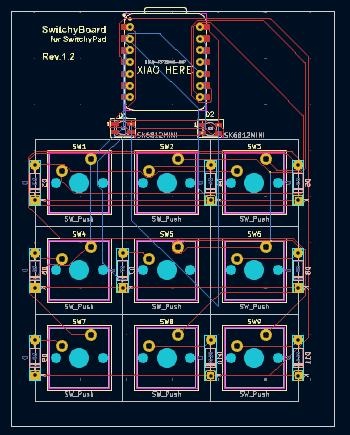 SwitchyBoard
for SwitchyPad
Rev.1.2
XIAO HERE
D2
SK6812MINI
SK6812MINI
SW1
SW2
SW3
SW_Push
SW_Push
SW_Push
SW4
SW5
SW6
SW_Push
SW_Push
SW_Push
SW7
SW8
SW9
SW_Push
SW_Push
SW_Push